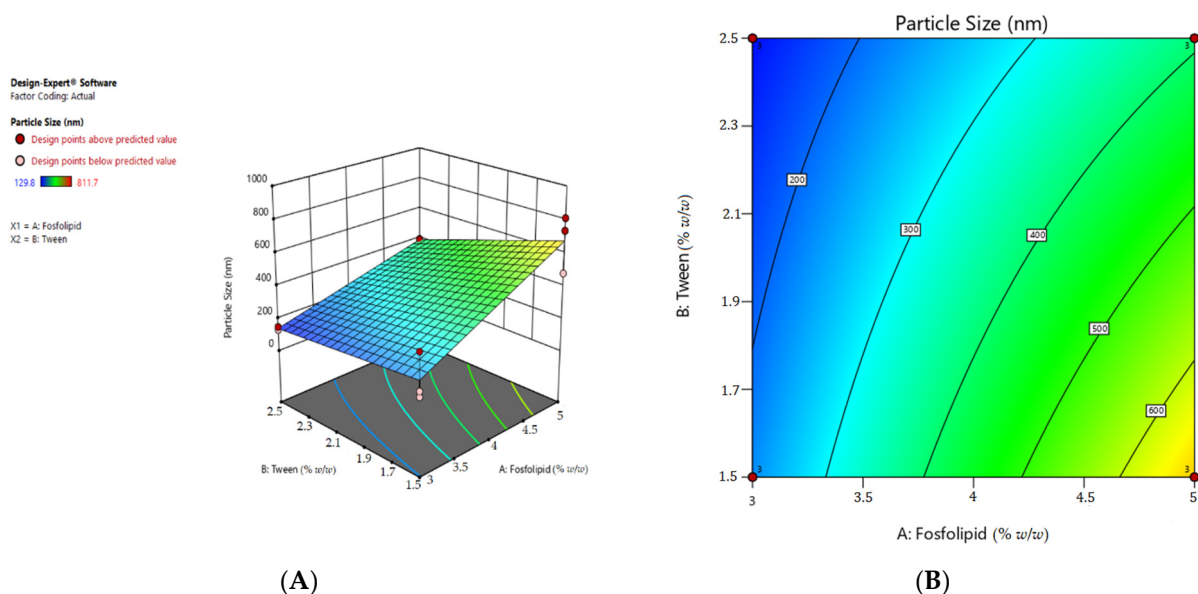 Design-Expert® Software
Factor Coding: Actual
Particle Size (nm)
Design points above predicted value
Design points below predicted value
129.8 811.7
X1 = A: Fosfolipid
X2 = B: Tween
1000
800
600
400
200
0
Particle Size (nm)
2.5
2.3
2.1
1.9
1.7
1.5
B: Tween (% w/w)
3
3.5
4
4.5
5
A: Fosfolipid (% w/w)
(A)
Particle Size (nm)
2.5
2.3
2.1
1.9
1.7
1.5
B: Tween (% w/w)
3
3
3
3
200
300
400
500
600
3
3.5
4
4.5
5
A: Fosfolipid (% w/w)
(B)